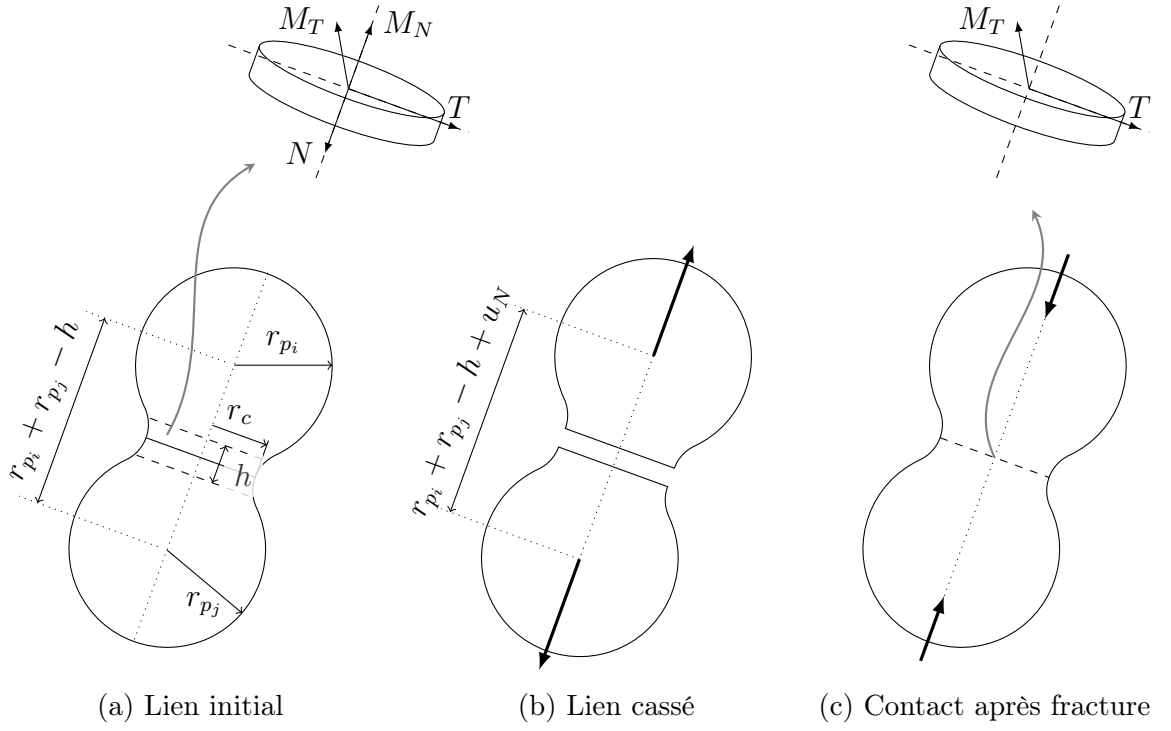 M_T
M_N
N
T
M_T
T
r_{p_i} + r_{p_j} − h
r_{p_i}
r_c
h
r_{p_j}
r_{p_i} + r_{p_j} − h + u_N
(a) Lien initial
(b) Lien cassé
(c) Contact après fracture